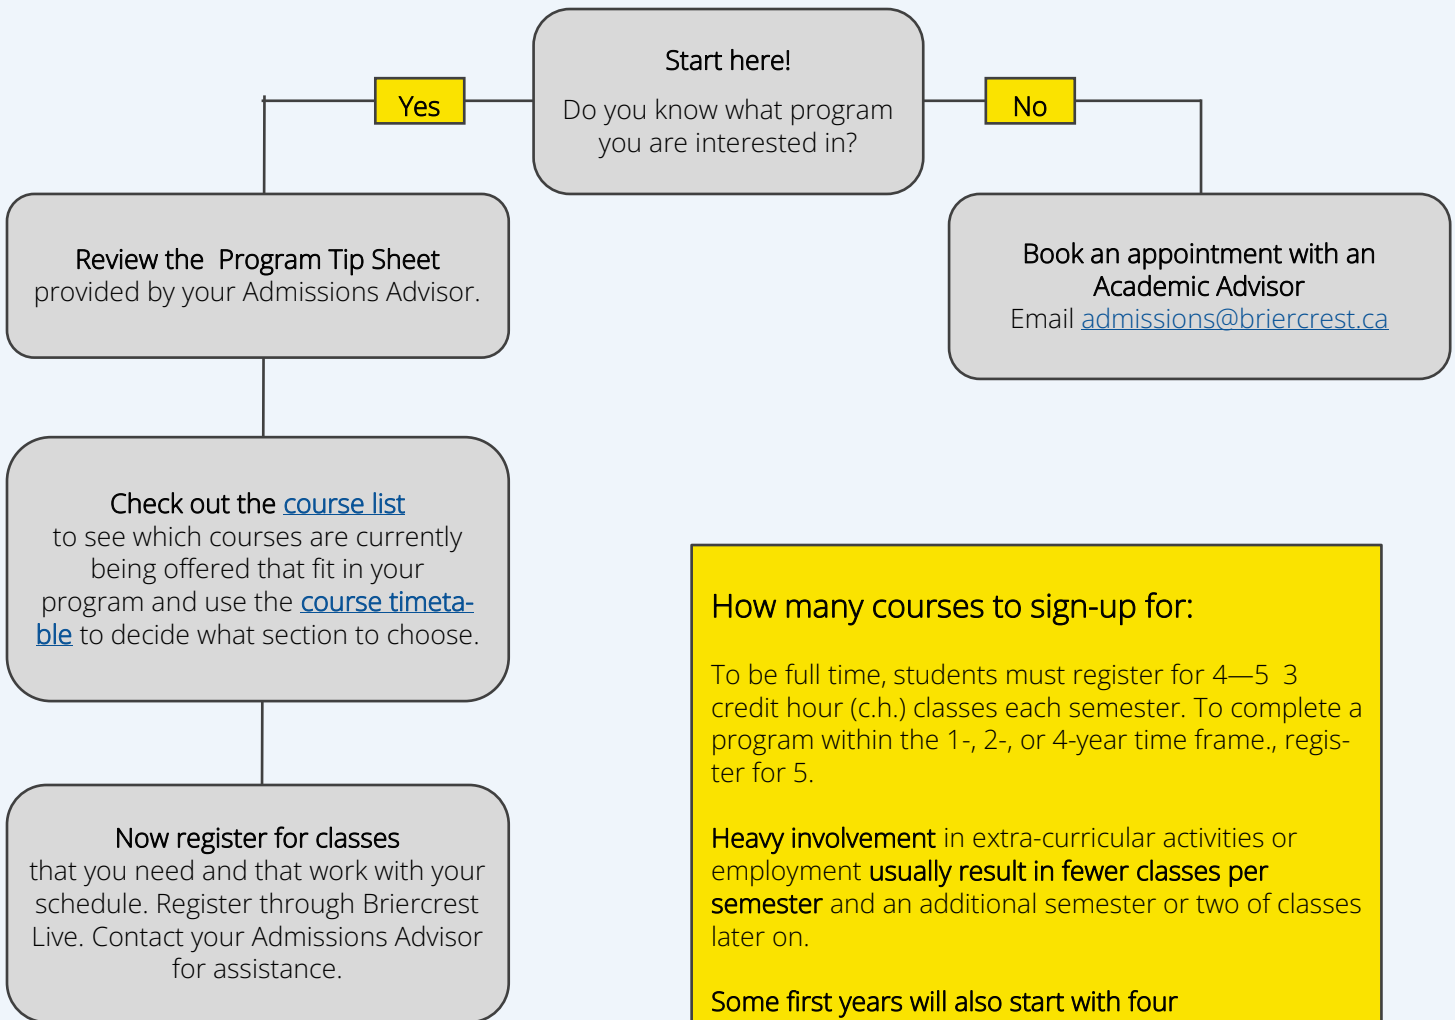 Start here!
Do you know what program
you are interested in?
Yes
No
Review the  Program Tip Sheet
provided by your Admissions Advisor.
Book an appointment with an
Academic Advisor
Email admissions@briercrest.ca
Check out the course list
to see which courses are currently
being offered that fit in your
program and use the course timeta-
ble to decide what section to choose.
Now register for classes
that you need and that work with your
schedule. Register through Briercrest
Live. Contact your Admissions Advisor
for assistance.
How many courses to sign-up for:
To be full time, students must register for 4—5  3
credit hour (c.h.) classes each semester. To complete a
program within the 1-, 2-, or 4-year time frame., regis-
ter for 5.
Heavy involvement in extra-curricular activities or
employment usually result in fewer classes per
semester and an additional semester or two of classes
later on.
Some first years will also start with four